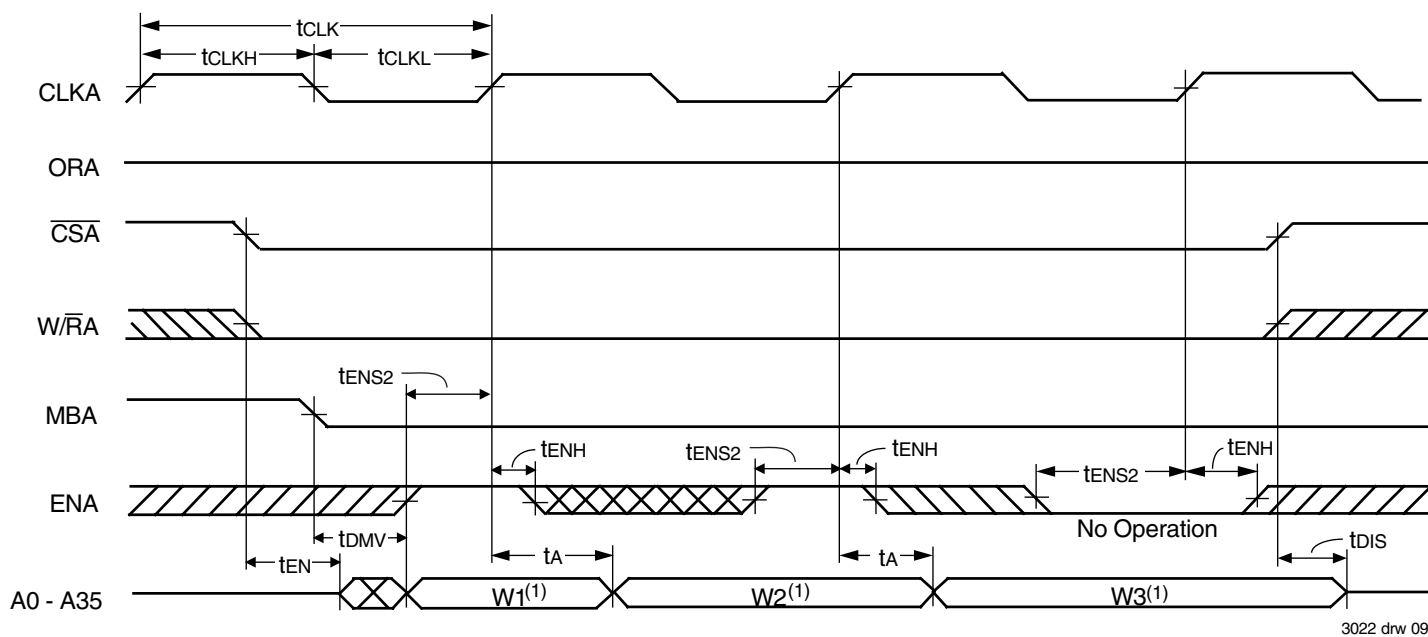 tCLK
tCLKH
tCLKL
CLKA
ORA
CSA
W/RA
tENS2
MBA
tENH
tENS2
tENH
tENS2
tENH
ENA
No Operation
tDMV
tEN
tA
tA
tDIS
A0 - A35
W1(1)
W2(1)
W3(1)
3022 drw 09